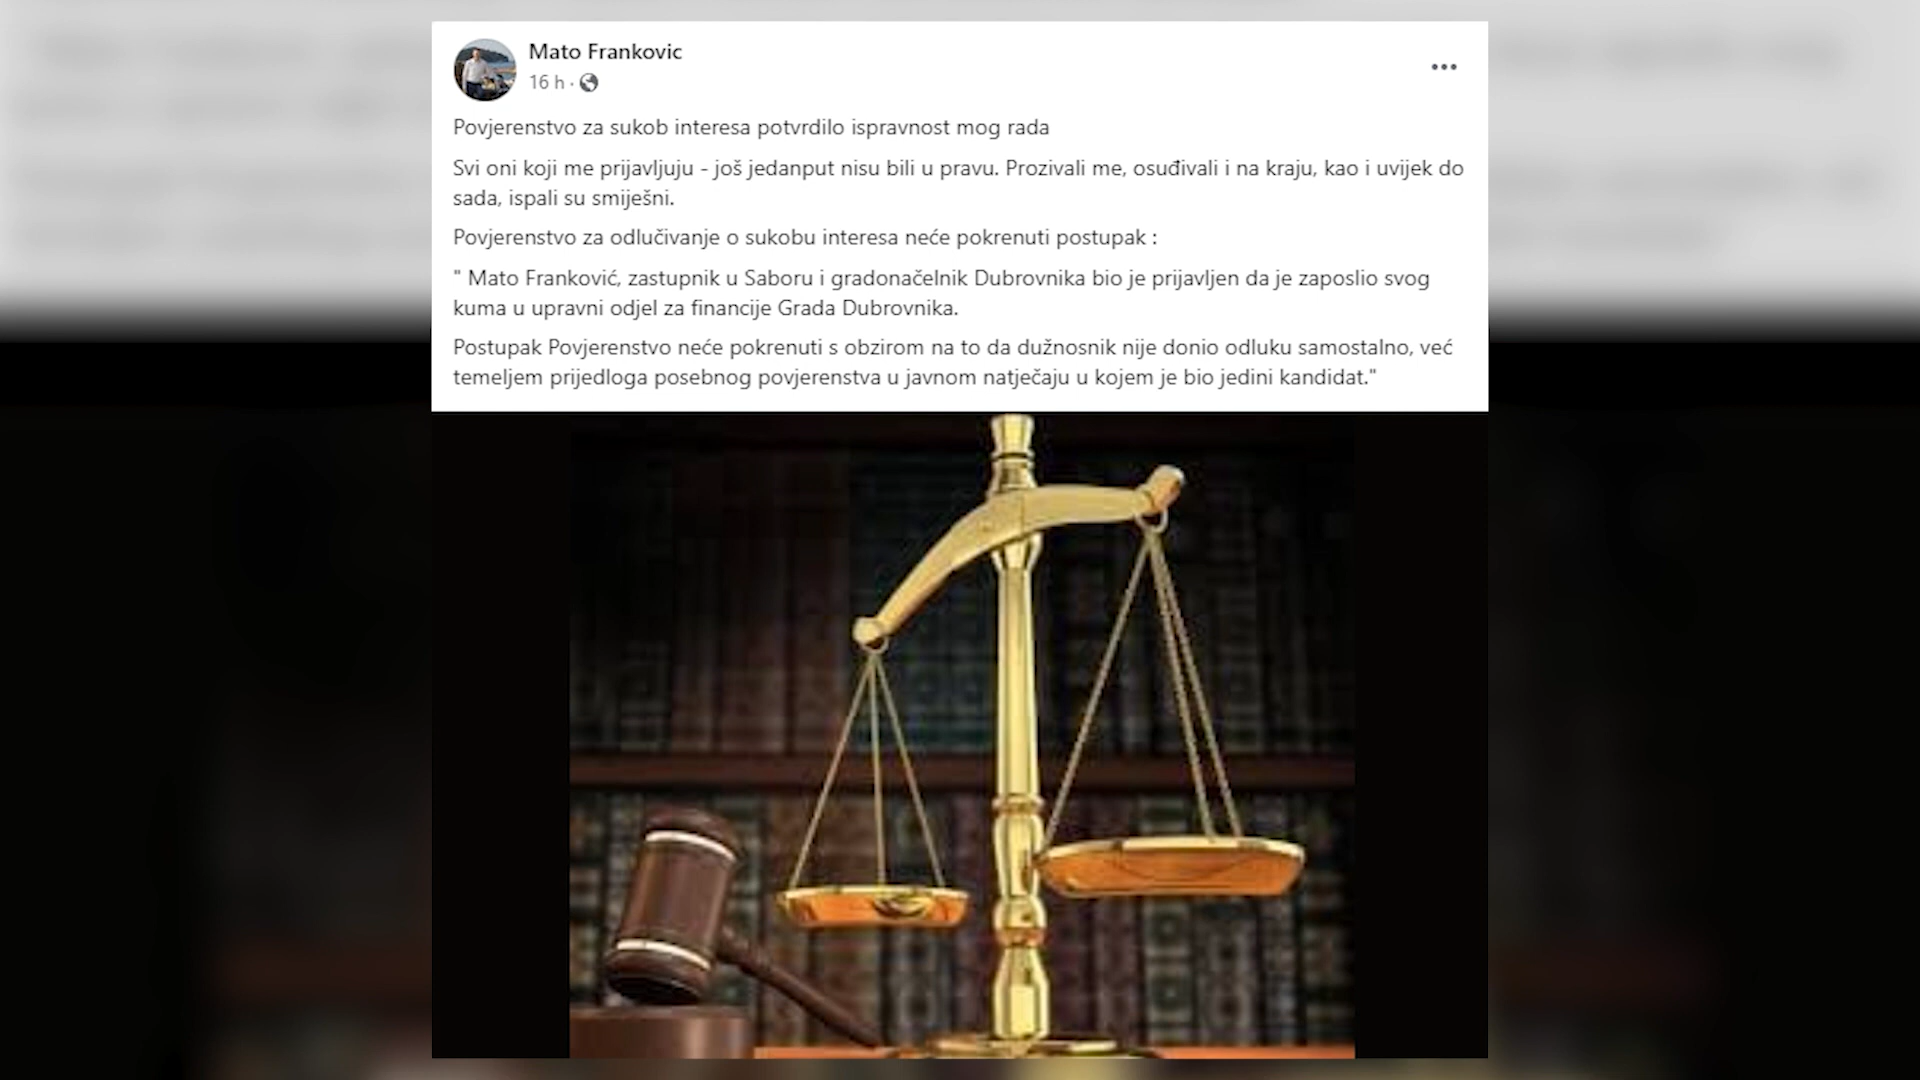 Mato Frankovic
16 h ·
Povjerenstvo za sukob interesa potvrdilo ispravnost mog rada
Svi oni koji me prijavljuju - još jedanput nisu bili u pravu. Prozivali me, osuđivali i na kraju, kao i uvijek do
sada, ispali su smiješni.
Povjerenstvo za odlučivanje o sukobu interesa neće pokrenuti postupak :
" Mato Franković, zastupnik u Saboru i gradonačelnik Dubrovnika bio je prijavljen da je zaposlio svog
kuma u upravni odjel za financije Grada Dubrovnika.
Postupak Povjerenstvo neće pokrenuti s obzirom na to da dužnosnik nije donio odluku samostalno, već
temeljem prijedloga posebnog povjerenstva u javnom natječaju u kojem je bio jedini kandidat."